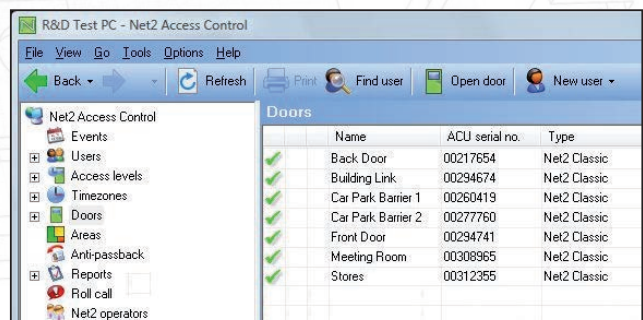 R&D Test PC - Net2 Access Control
File View Go Tools Options Help
Back Refresh Print Find user Open door New user
Net2 Access Control
Events
Users
Access levels
Timezones
Doors
Areas
Anti-passback
Reports
Roll call
Net2 operators
Doors
Name ACU serial no. Type
Back Door 00217654 Net2 Classic
Building Link 00294674 Net2 Classic
Car Park Barrier 1 00260419 Net2 Classic
Car Park Barrier 2 00277760 Net2 Classic
Front Door 00294741 Net2 Classic
Meeting Room 00308965 Net2 Classic
Stores 00312355 Net2 Classic